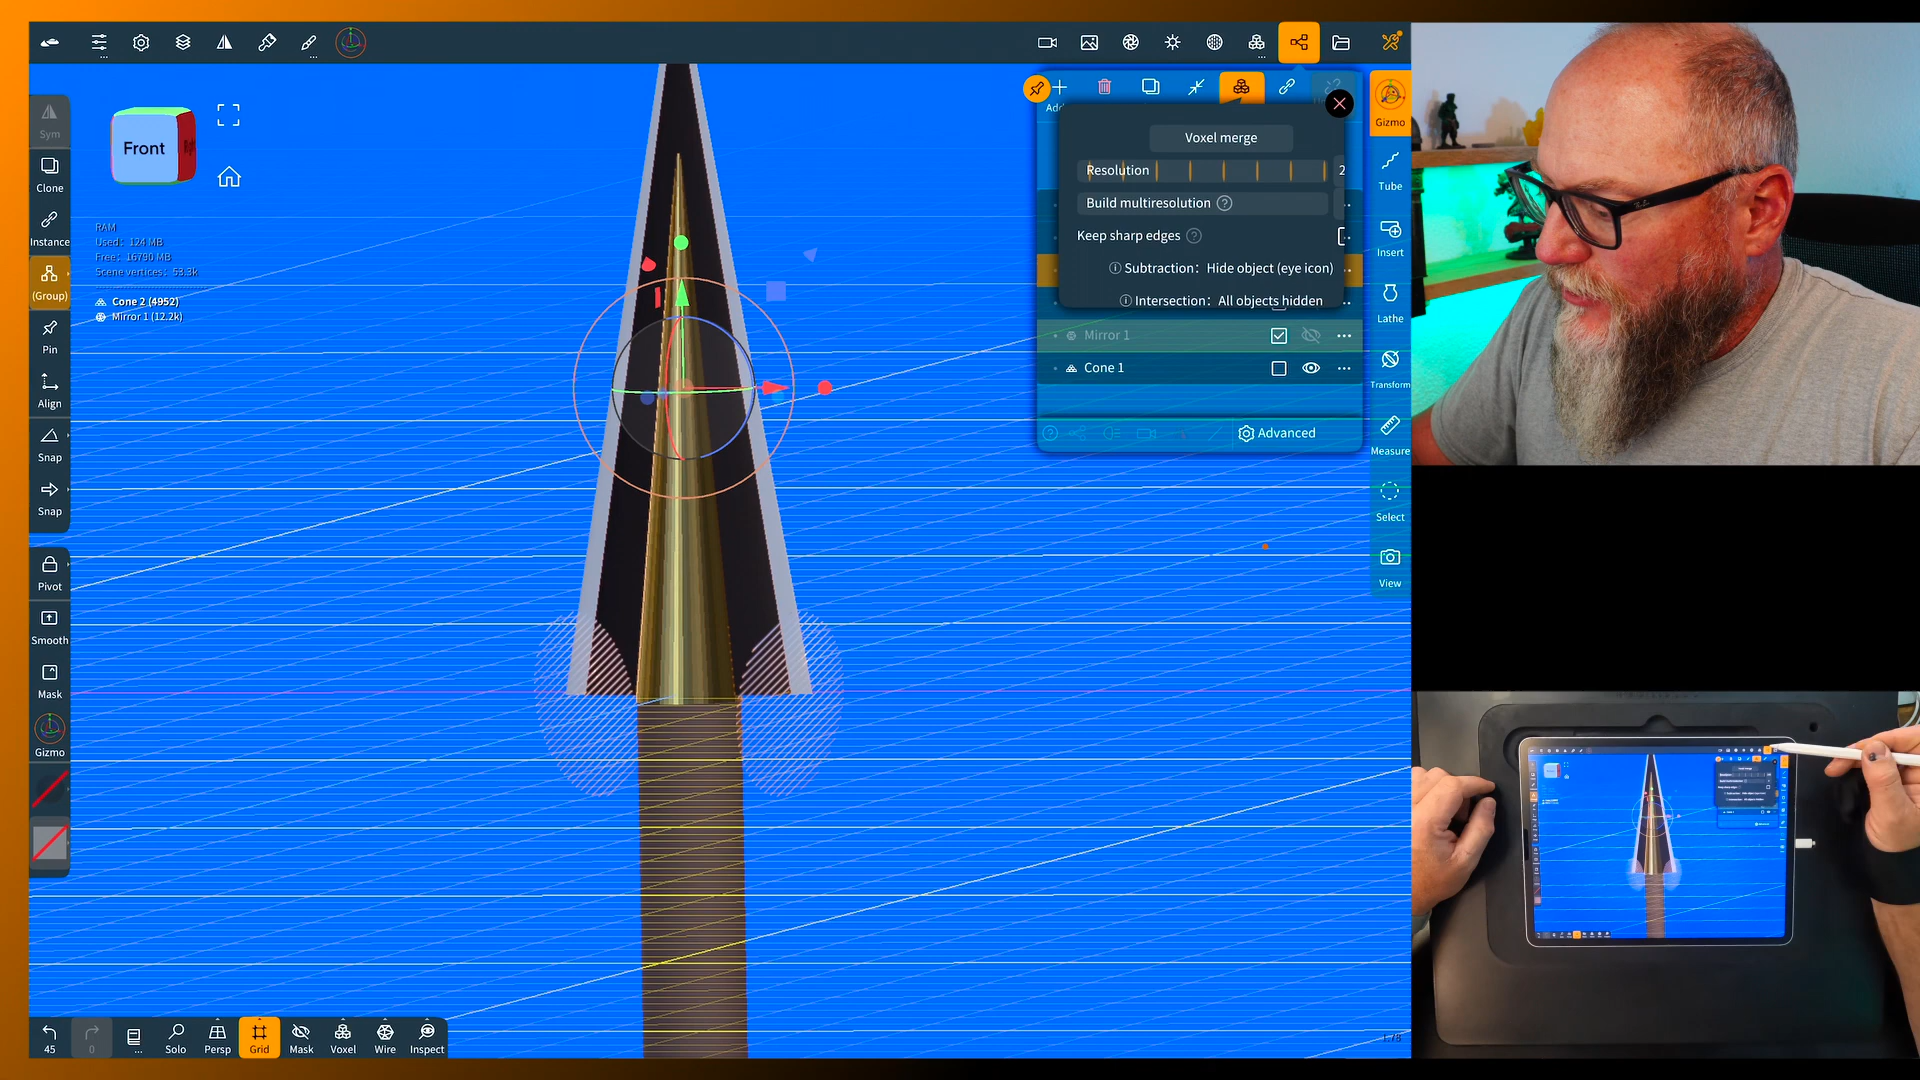 Sym
Clone
Instance
(Group)
Pin
Align
Snap
Snap
Pivot
Smooth
Mask
Gizmo
Front
RAM
Used: 124 MB
Free: 16790 MB
Scene vertices: 53.3k
Cone 2 (4952)
Mirror 1 (12.2k)
Voxel merge
Resolution 2
Build multiresolution ?
Keep sharp edges ?
Subtraction: Hide object (eye icon)
Intersection: All objects hidden
Mirror 1
Cone 1
Advanced
Gizmo
Tube
Insert
Lathe
Transform
Measure
Select
View
1.78
45
0
Solo
Persp
Grid
Mask
Voxel
Wire
Inspect